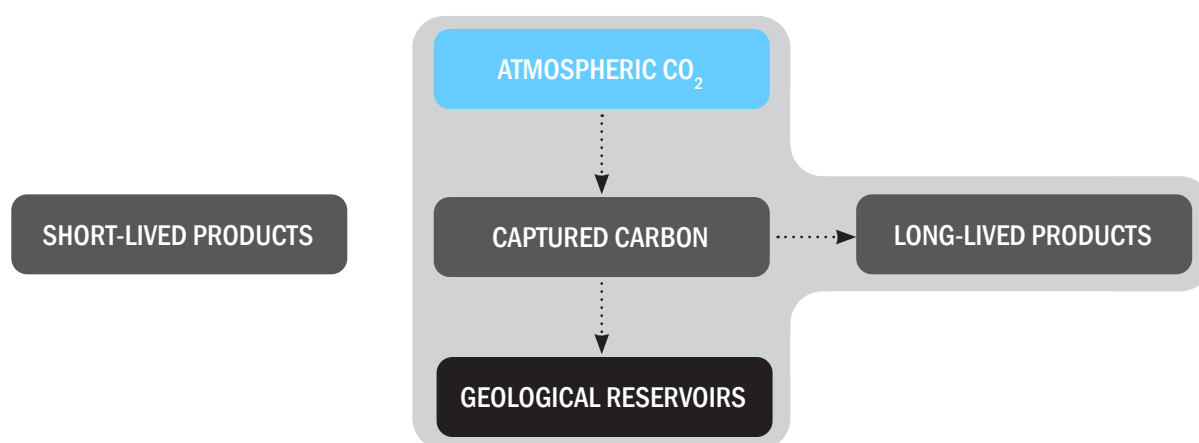 ATMOSPHERIC CO₂
SHORT-LIVED PRODUCTS
CAPTURED CARBON
LONG-LIVED PRODUCTS
GEOLOGICAL RESERVOIRS